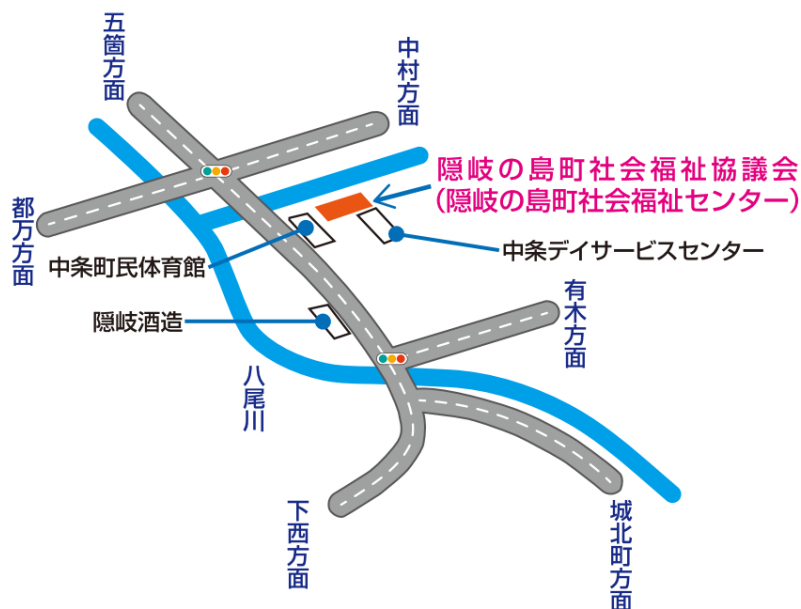 五箇方面
中村方面
隠岐の島町社会福祉協議会
(隠岐の島町社会福祉センター)
都万方面
中条町民体育館
中条デイサービスセンター
有木方面
隠岐酒造
八尾川
下西方面
城北町方面